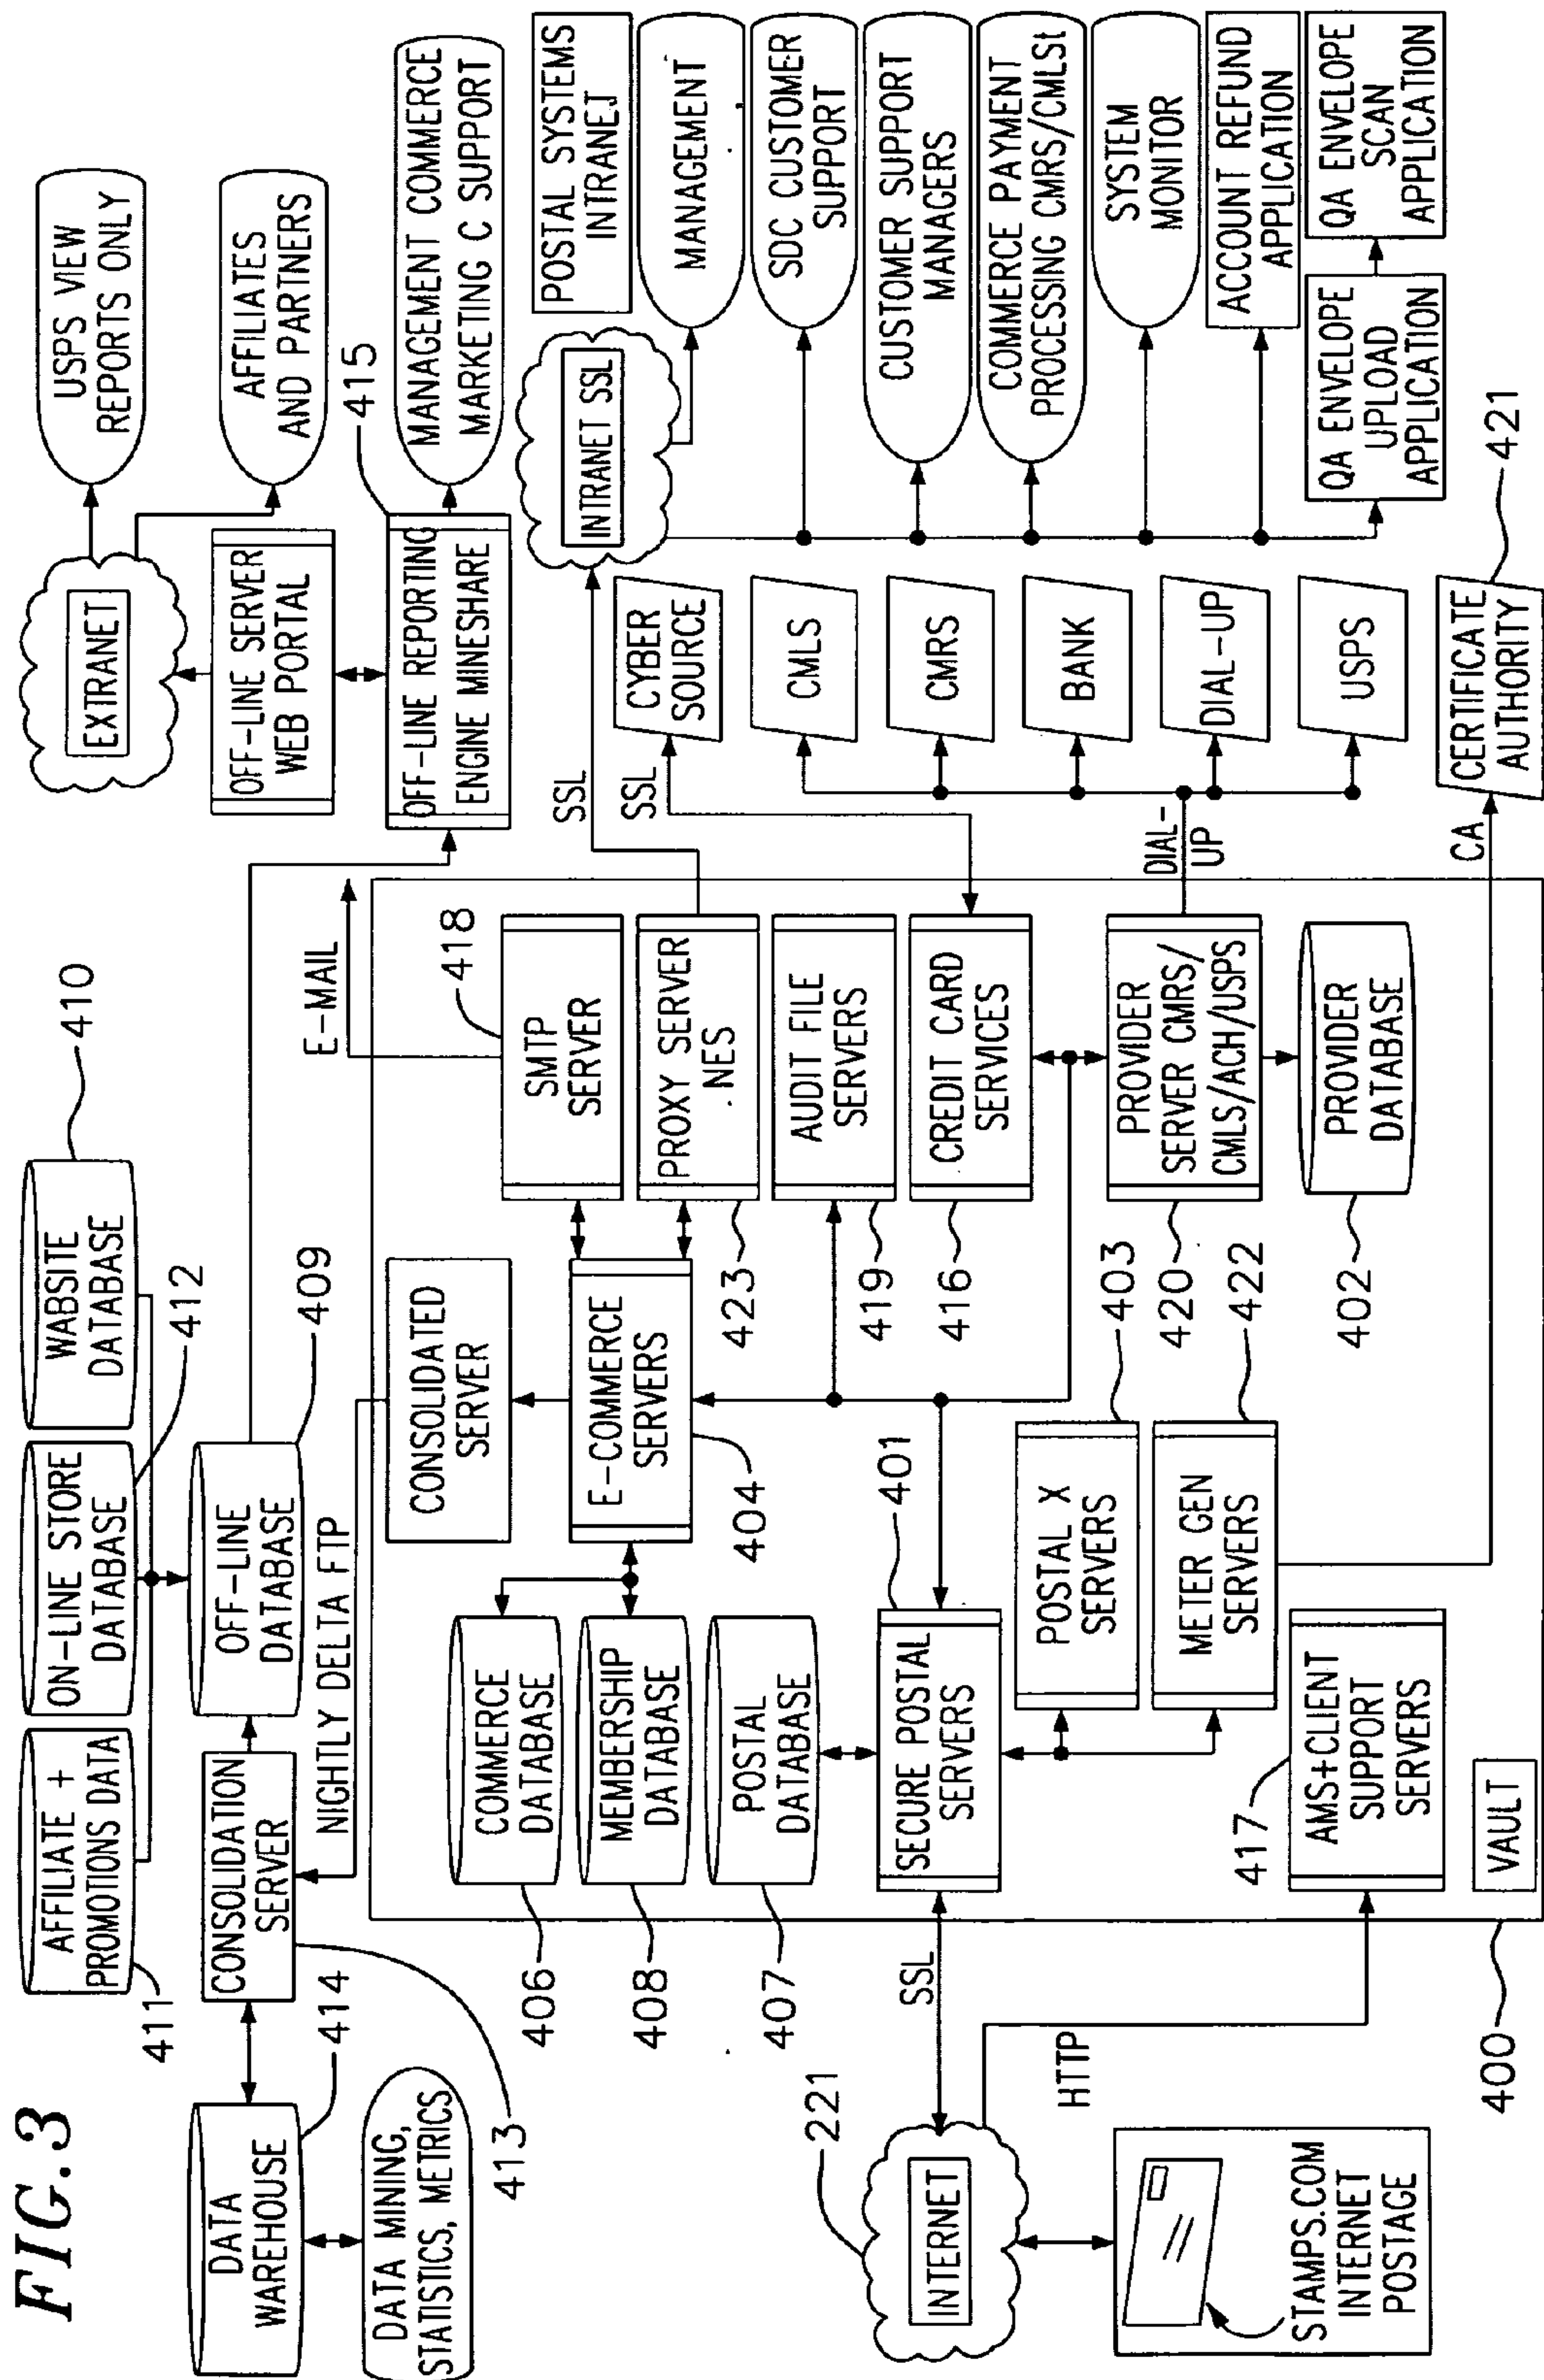 FIG.3
AFFILIATE +
PROMOTIONS DATA
411
ON-LINE STORE
DATABASE
412
WABSITE
DATABASE
410
EXTRANET
USPS VIEW
REPORTS ONLY
AFFILIATES
AND PARTNERS
OFF-LINE SERVER
WEB PORTAL
415
OFF-LINE REPORTING
ENGINE MINESHARE
MANAGEMENT COMMERCE
MARKETING C SUPPORT
DATA
WAREHOUSE
414
CONSOLIDATION
SERVER
413
OFF-LINE
DATABASE
409
DATA MINING,
STATISTICS, METRICS
NIGHTLY DELTA FTP
E-MAIL
SSL
SSL
INTRANET SSL
POSTAL SYSTEMS
INTRANET
MANAGEMENT
SDC CUSTOMER
SUPPORT
CUSTOMER SUPPORT
MANAGERS
COMMERCE PAYMENT
PROCESSING CMRS/CMLSt
SYSTEM
MONITOR
ACCOUNT REFUND
APPLICATION
QA ENVELOPE
UPLOAD
APPLICATION
QA ENVELOPE
SCAN
APPLICATION
CONSOLIDATED
SERVER
SMTP
SERVER
418
COMMERCE
DATABASE
406
MEMBERSHIP
DATABASE
408
POSTAL
DATABASE
407
E-COMMERCE
SERVERS
404
PROXY SERVER
.NES
423
AUDIT FILE
SERVERS
419
CREDIT CARD
SERVICES
416
CYBER
SOURCE
CMLS
CMRS
BANK
DIAL-UP
USPS
DIAL-
UP
PROVIDER
SERVER CMRS/
CMLS/ACH/USPS
420
PROVIDER
DATABASE
402
SECURE POSTAL
SERVERS
401
POSTAL X
SERVERS
403
METER GEN
SERVERS
422
CA
CERTIFICATE
AUTHORITY
421
AMS+CLIENT
SUPPORT
SERVERS
417
VAULT
400
SSL
HTTP
221
INTERNET
STAMPS.COM
INTERNET
POSTAGE